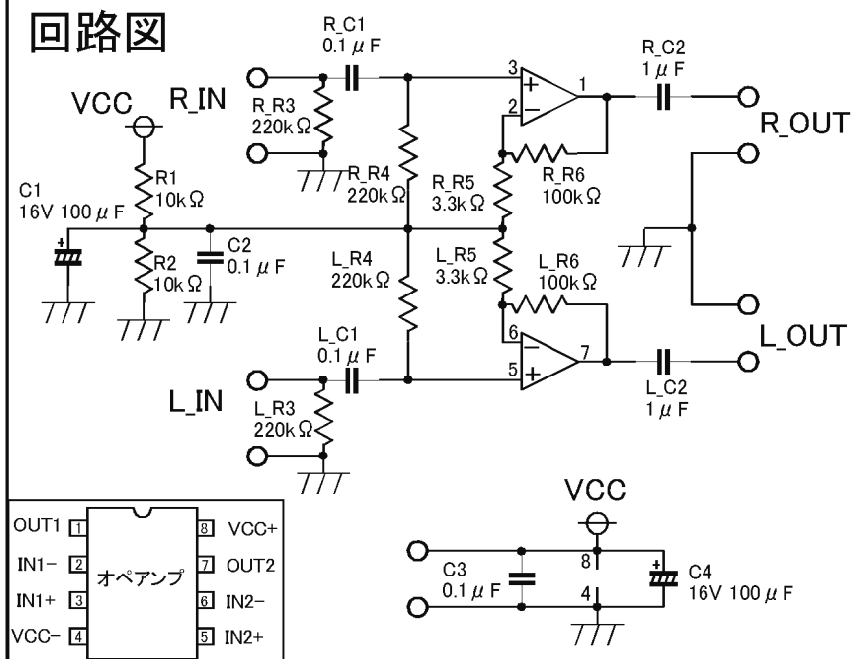 回路図
VCC
R1
10kΩ
C1
16V 100μF
R2
10kΩ
C2
0.1μF
R_IN
R_R3
220kΩ
R_C1
0.1μF
R_R4
220kΩ
3
2
1
R_R5
3.3kΩ
R_R6
100kΩ
R_C2
1μF
R_OUT
L_R4
220kΩ
L_R5
3.3kΩ
L_R6
100kΩ
L_C1
0.1μF
L_IN
L_R3
220kΩ
6
5
7
L_C2
1μF
L_OUT
OUT1 1
IN1- 2
IN1+ 3
VCC- 4
オペアンプ
8 VCC+
7 OUT2
6 IN2-
5 IN2+
VCC
C3
0.1μF
8
4
C4
16V 100μF